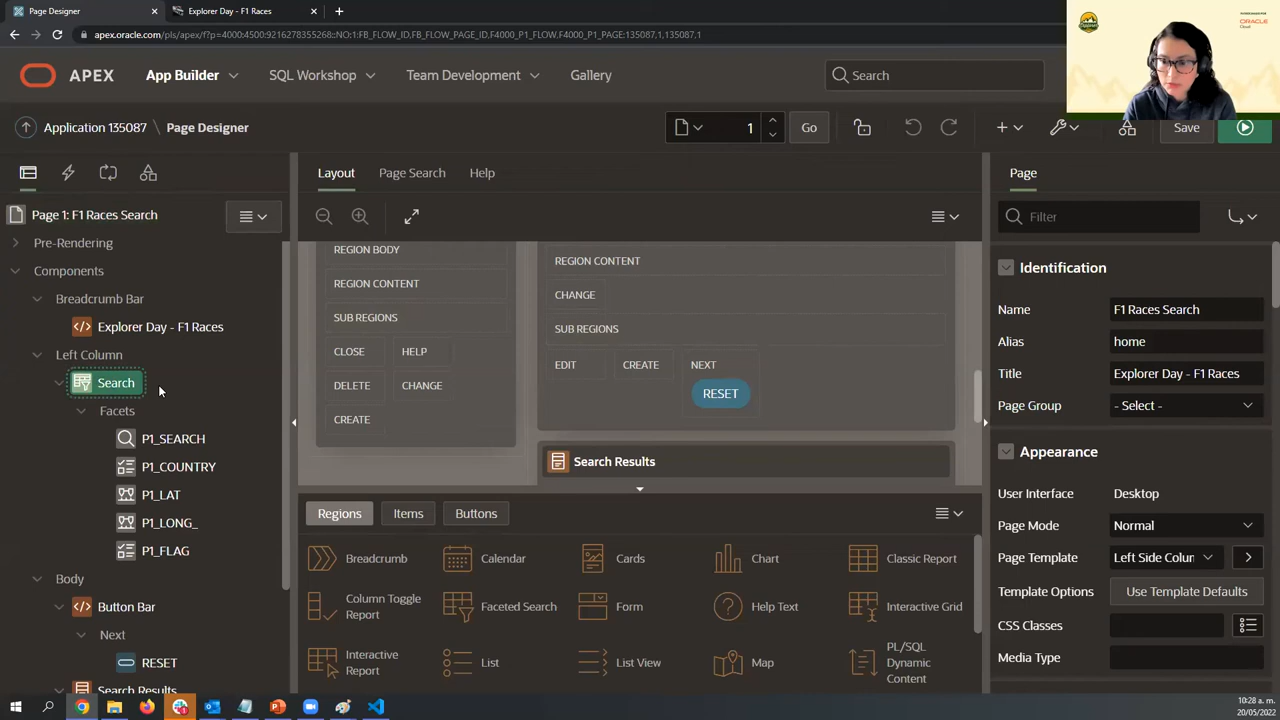 Page Designer
Explorer Day - F1 Races
apex.oracle.com/pls/apex/f?p=4000:4500:9216278355268::NO:1:FB_FLOW_ID,FB_FLOW_PAGE_ID,F4000_P1_FLOW,F4000_P1_PAGE:135087.1,135087,1
APEX
App Builder
SQL Workshop
Team Development
Gallery
Search
Application 135087
\
Page Designer
1
Go
Save
Layout
Page Search
Help
Page
Page 1: F1 Races Search
Filter
Pre-Rendering
Components
Breadcrumb Bar
Explorer Day - F1 Races
Left Column
Search
Facets
P1_SEARCH
P1_COUNTRY
P1_LAT
P1_LONG_
P1_FLAG
Body
Button Bar
Next
RESET
Search Results
REGION BODY
REGION CONTENT
SUB REGIONS
CLOSE
HELP
DELETE
CHANGE
CREATE
REGION CONTENT
CHANGE
SUB REGIONS
EDIT
CREATE
NEXT
RESET
Search Results
Regions
Items
Buttons
Breadcrumb
Calendar
Cards
Chart
Classic Report
Column Toggle
Report
Faceted Search
Form
Help Text
Interactive Grid
Interactive
Report
List
List View
Map
PL/SQL
Dynamic
Content
Identification
Name
F1 Races Search
Alias
home
Title
Explorer Day - F1 Races
Page Group
- Select -
Appearance
User Interface
Desktop
Page Mode
Normal
Page Template
Left Side Colum
Template Options
Use Template Defaults
CSS Classes
Media Type
10:28 a. m.
20/05/2022